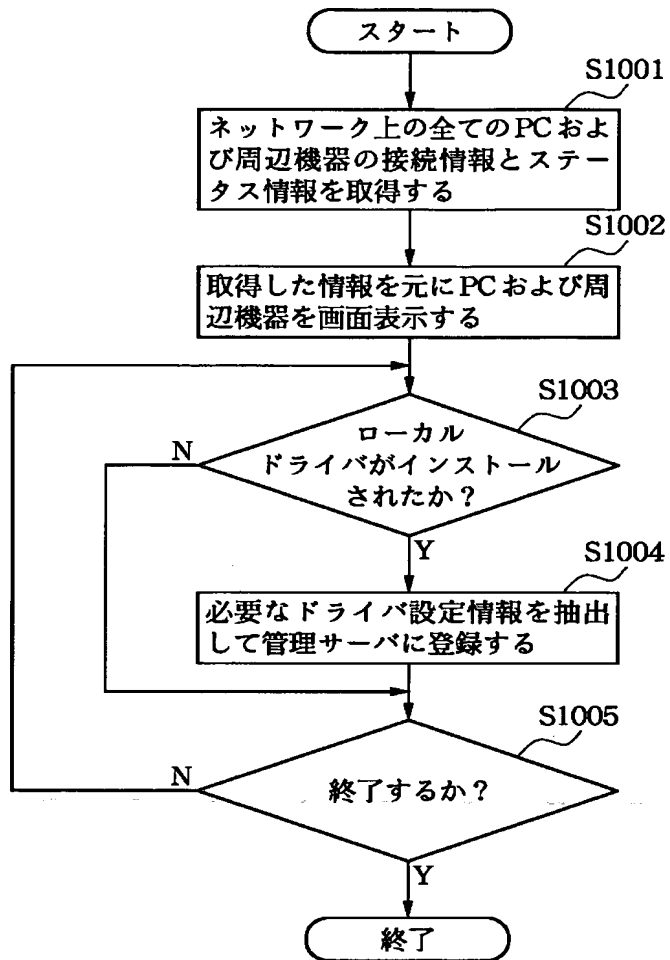 スタート
S1001
ネットワーク上の全てのPCおよ
び周辺機器の接続情報とステー
タス情報を取得する
S1002
取得した情報を元にPCおよび周
辺機器を画面表示する
S1003
ローカル
ドライバがインストール
されたか?
N
Y
S1004
必要なドライバ設定情報を抽出
して管理サーバに登録する
S1005
終了するか?
N
Y
終了